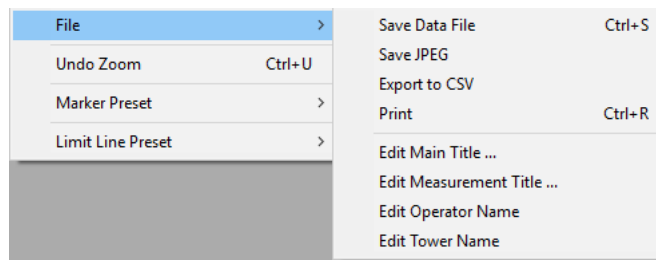 File >
Undo Zoom Ctrl+U
Marker Preset >
Limit Line Preset >
Save Data File Ctrl+S
Save JPEG
Export to CSV
Print Ctrl+R
Edit Main Title ...
Edit Measurement Title ...
Edit Operator Name
Edit Tower Name